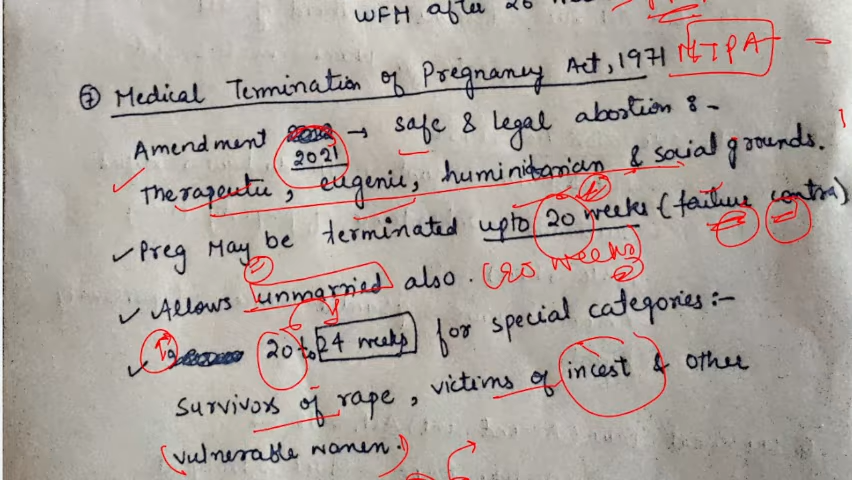 WFH after 26
⑦ Medical Termination of Pregnancy Act, 1971 MTPA -
Amendment 2021 → safe & legal abortion :-
Therapeutic, eugenic, huminitarian & social grounds.
✓ Preg May be terminated upto 20 weeks (failure contra)
✓ Allows unmarried also. (20 weeks)
✓ 20 to 24 weeks for special categories :-
survivors of rape, victims of incest & other
(vulnerable women.)